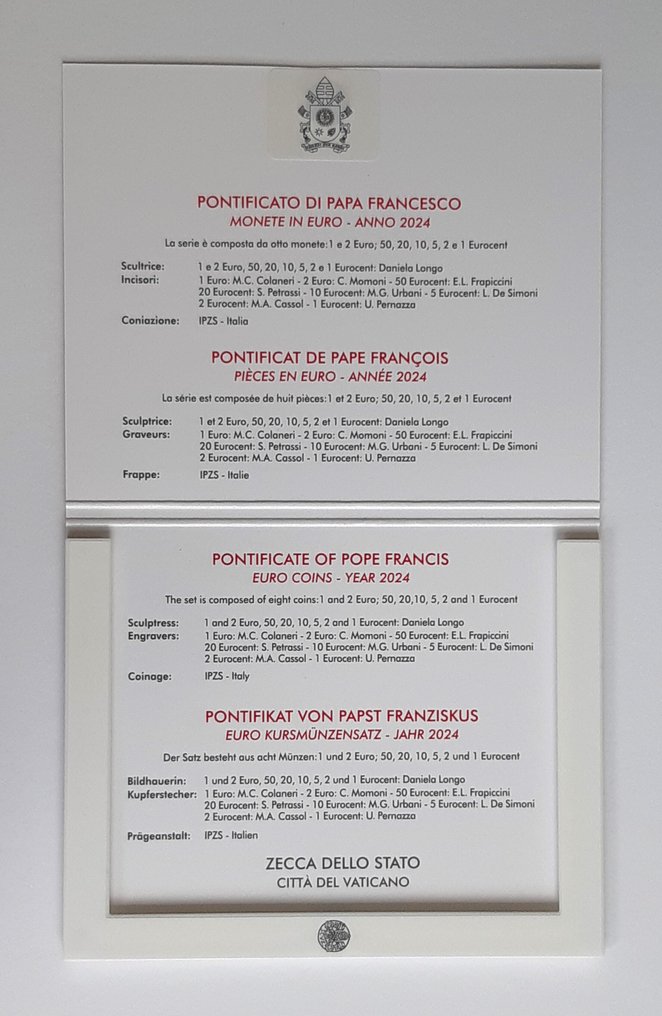 PONTIFICATO DI PAPA FRANCESCO
MONETE IN EURO - ANNO 2024
La serie è composta da otto monete:1 e 2 Euro; 50, 20, 10, 5, 2 e 1 Eurocent
Scultrice: 1 e 2 Euro, 50, 20, 10, 5, 2 e 1 Eurocent: Daniela Longo
Incisori: 1 Euro: M.C. Colaneri - 2 Euro: C. Momoni - 50 Eurocent: E.L. Frapiccini
20 Eurocent: S. Petrassi - 10 Eurocent: M.G. Urbani - 5 Eurocent: L. De Simoni
2 Eurocent: M.A. Cassol - 1 Eurocent: U. Pernazza
Coniazione: IPZS - Italia
PONTIFICAT DE PAPE FRANÇOIS
PIÈCES EN EURO - ANNÉE 2024
La série est composée de huit pièces:1 et 2 Euro; 50, 20, 10, 5, 2 et 1 Eurocent
Sculptrice: 1 et 2 Euro, 50, 20, 10, 5, 2 et 1 Eurocent: Daniela Longo
Graveurs: 1 Euro: M.C. Colaneri - 2 Euro: C. Momoni - 50 Eurocent: E.L. Frapiccini
20 Eurocent: S. Petrassi - 10 Eurocent: M.G. Urbani - 5 Eurocent: L. De Simoni
2 Eurocent: M.A. Cassol - 1 Eurocent: U. Pernazza
Frappe: IPZS - Italie
PONTIFICATE OF POPE FRANCIS
EURO COINS - YEAR 2024
The set is composed of eight coins:1 and 2 Euro; 50, 20,10, 5, 2 and 1 Eurocent
Sculptress: 1 and 2 Euro, 50, 20, 10, 5, 2 and 1 Eurocent: Daniela Longo
Engravers: 1 Euro: M.C. Colaneri - 2 Euro: C. Momoni - 50 Eurocent: E.L. Frapiccini
20 Eurocent: S. Petrassi - 10 Eurocent: M.G. Urbani - 5 Eurocent: L. De Simoni
2 Eurocent: M.A. Cassol - 1 Eurocent: U. Pernazza
Coinage: IPZS - Italy
PONTIFIKAT VON PAPST FRANZISKUS
EURO KURSMÜNZENSATZ - JAHR 2024
Der Satz besteht aus acht Münzen:1 und 2 Euro; 50, 20, 10, 5, 2 und 1 Eurocent
Bildhauerin: 1 und 2 Euro, 50, 20, 10, 5, 2 und 1 Eurocent: Daniela Longo
Kupferstecher: 1 Euro: M.C. Colaneri - 2 Euro: C. Momoni - 50 Eurocent: E.L. Frapiccini
20 Eurocent: S. Petrassi - 10 Eurocent: M.G. Urbani - 5 Eurocent: L. De Simoni
2 Eurocent: M.A. Cassol - 1 Eurocent: U. Pernazza
Prägeanstalt: IPZS - Italien
ZECCA DELLO STATO
CITTÀ DEL VATICANO